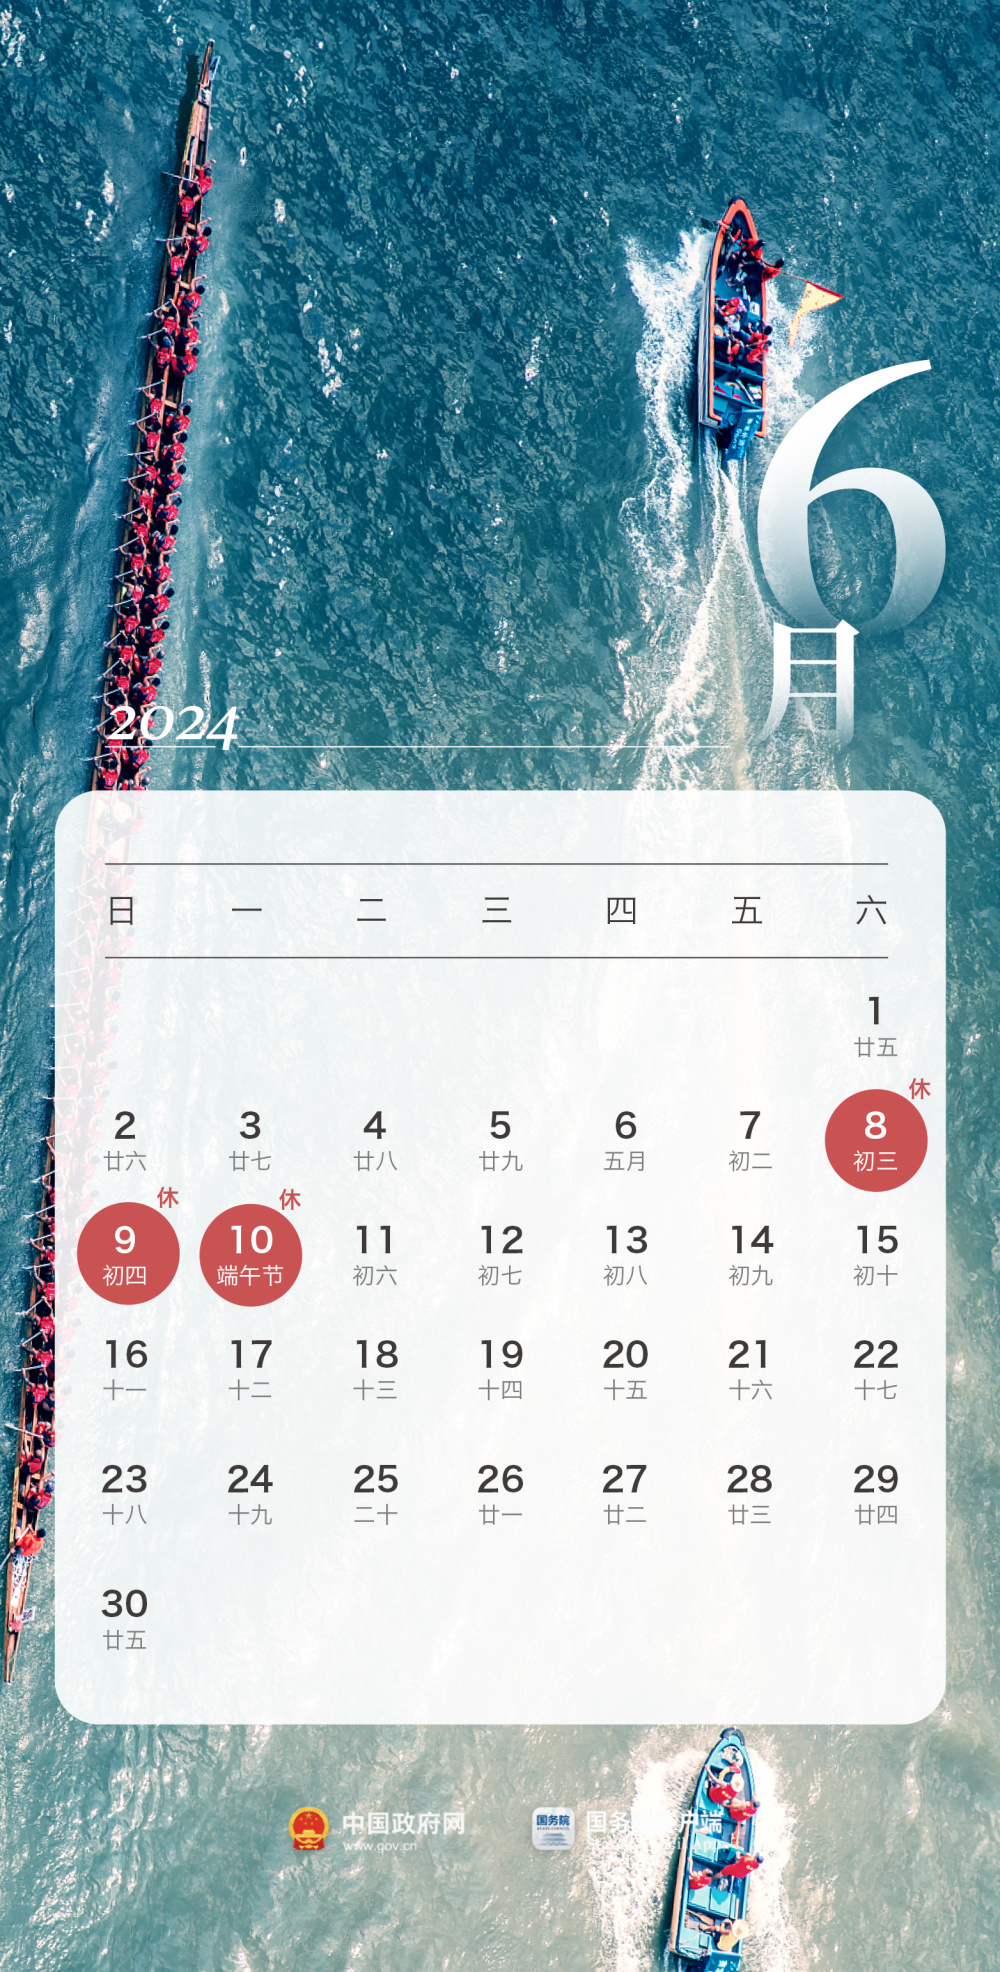 6
月
2024
日 一 二 三 四 五 六
1
廿五
休
2 3 4 5 6 7 8
廿六 廿七 廿八 廿九 五月 初二 初三
休 休
9 10 11 12 13 14 15
初四 端午节 初六 初七 初八 初九 初十
16 17 18 19 20 21 22
十一 十二 十三 十四 十五 十六 十七
23 24 25 26 27 28 29
十八 十九 二十 廿一 廿二 廿三 廿四
30
廿五
中国政府网 国务院 国务 户端
www.gov.cn